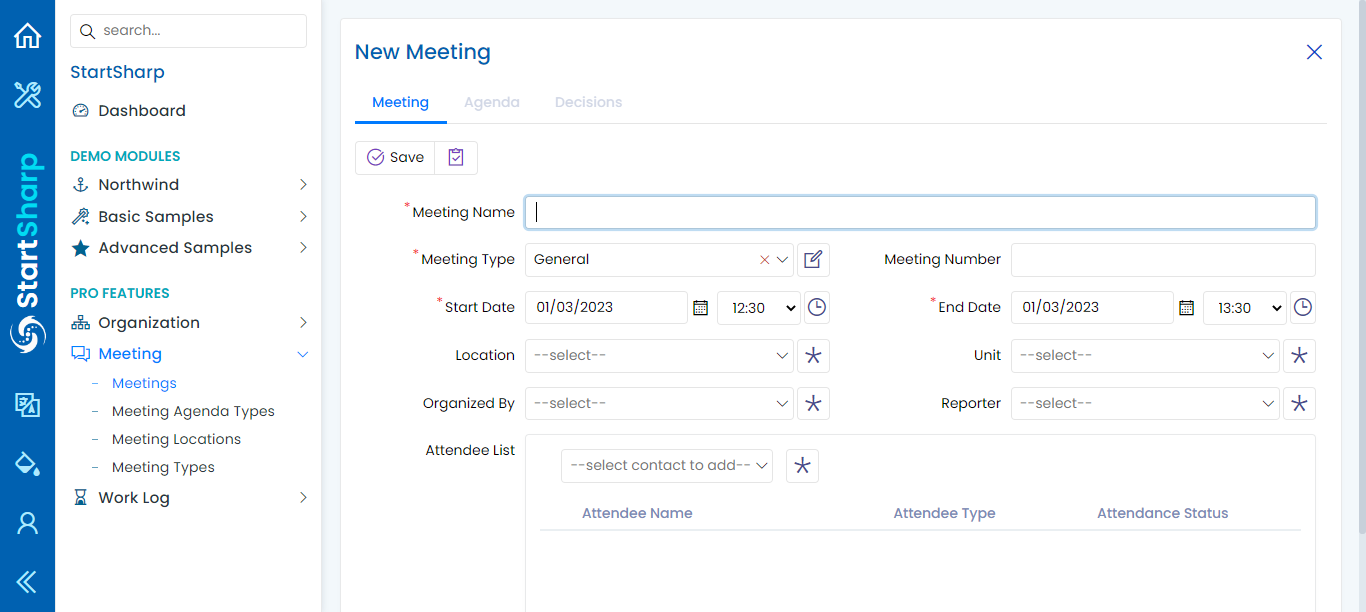 search...
StartSharp
Dashboard
DEMO MODULES
Northwind
Basic Samples
Advanced Samples
PRO FEATURES
Organization
Meeting
Meetings
Meeting Agenda Types
Meeting Locations
Meeting Types
Work Log
StartSharp
New Meeting
Meeting Agenda Decisions
Save
*Meeting Name
*Meeting Type General Meeting Number
*Start Date 01/03/2023 12:30 *End Date 01/03/2023 13:30
Location --select-- Unit --select--
Organized By --select-- Reporter --select--
Attendee List
--select contact to add--
Attendee Name Attendee Type Attendance Status